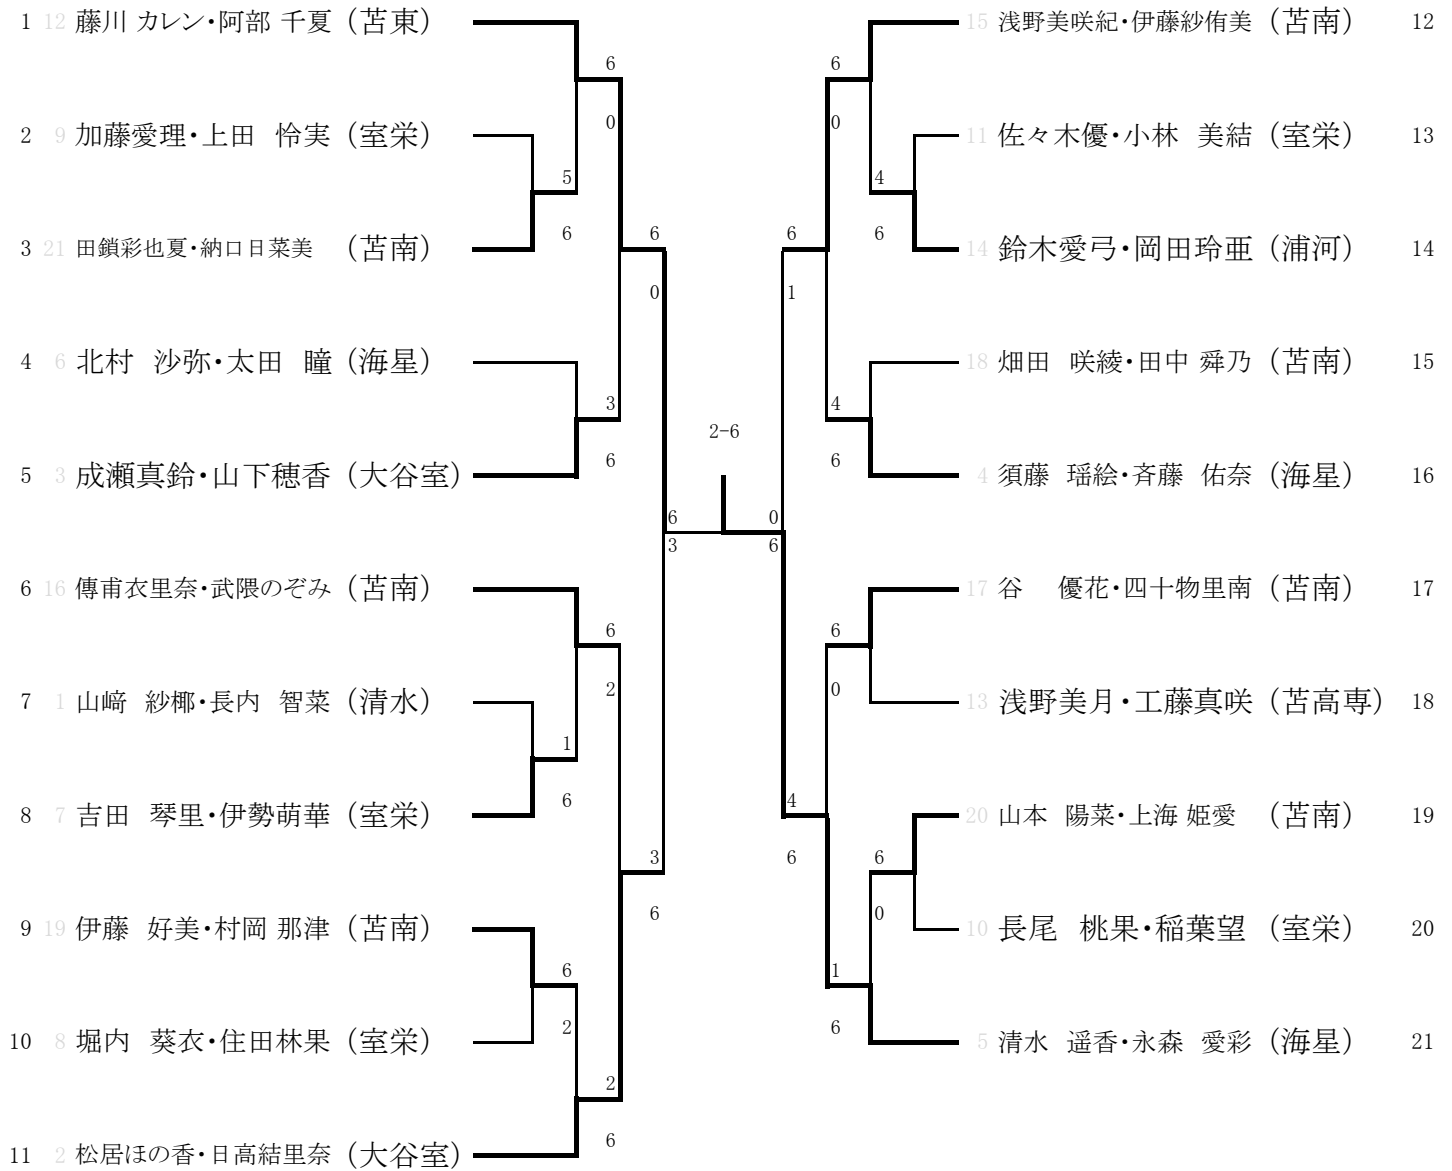 1 12 藤川 カレン・阿部 千夏 (苫東)
6
0
2 9 加藤愛理・上田 怜実 (室栄)
5
6
3 21 田鎖彩也夏・納口日菜美 (苫南)
6
0
4 6 北村 沙弥・太田 瞳 (海星)
3
6
5 3 成瀬真鈴・山下穂香 (大谷室)
6
3
6 16 傳甫衣里奈・武隈のぞみ (苫南)
6
2
7 1 山﨑 紗椰・長内 智菜 (清水)
1
6
8 7 吉田 琴里・伊勢萌華 (室栄)
3
6
9 19 伊藤 好美・村岡 那津 (苫南)
6
2
10 8 堀内 葵衣・住田林果 (室栄)
2
6
11 2 松居ほの香・日高結里奈 (大谷室)
2-6
15 浅野美咲紀・伊藤紗侑美 (苫南) 12
6
0
11 佐々木優・小林 美結 (室栄) 13
4
6
14 鈴木愛弓・岡田玲亜 (浦河) 14
6
1
18 畑田 咲綾・田中 舜乃 (苫南) 15
4
6
4 須藤 瑶絵・斉藤 佑奈 (海星) 16
0
6
17 谷 優花・四十物里南 (苫南) 17
6
0
13 浅野美月・工藤真咲 (苫高専) 18
4
6
20 山本 陽菜・上海 姫愛 (苫南) 19
6
0
10 長尾 桃果・稲葉望 (室栄) 20
1
6
5 清水 遥香・永森 愛彩 (海星) 21